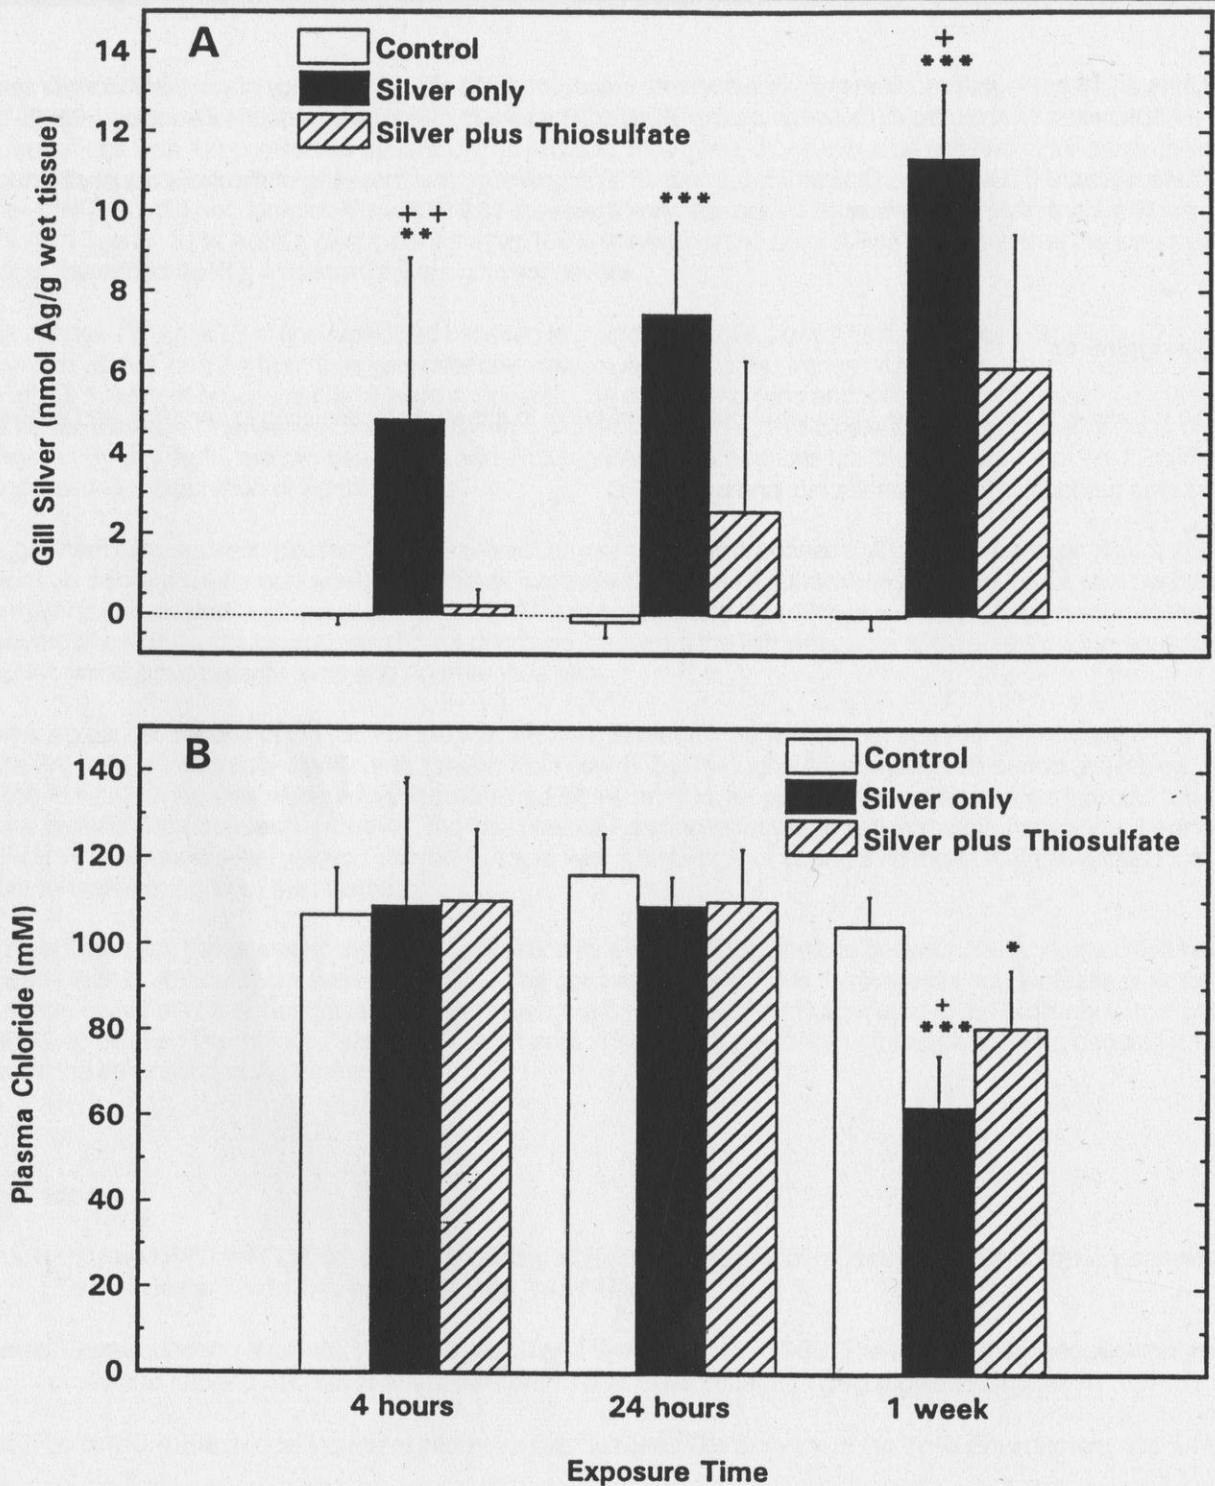 A
Control
Silver only
Silver plus Thiosulfate
Gill Silver (nmol Ag/g wet tissue)
14
12
10
8
6
4
2
0
+ +
**
***
+
***
B
Control
Silver only
Silver plus Thiosulfate
Plasma Chloride (mM)
140
120
100
80
60
40
20
0
+
***
*
4 hours 24 hours 1 week
Exposure Time